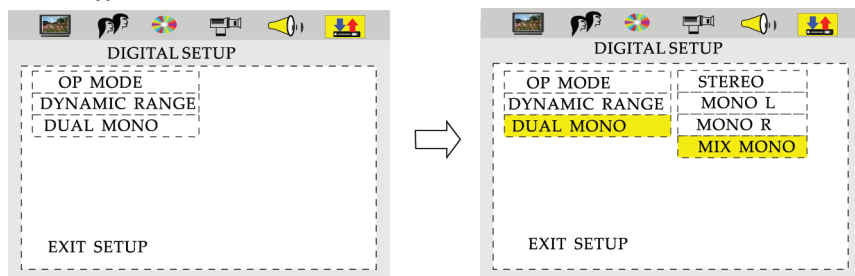 DIGITAL SETUP
OP MODE
DYNAMIC RANGE
DUAL MONO
EXIT SETUP
DIGITAL SETUP
OP MODE
STEREO
DYNAMIC RANGE
MONO L
DUAL MONO
MONO R
MIX MONO
EXIT SETUP